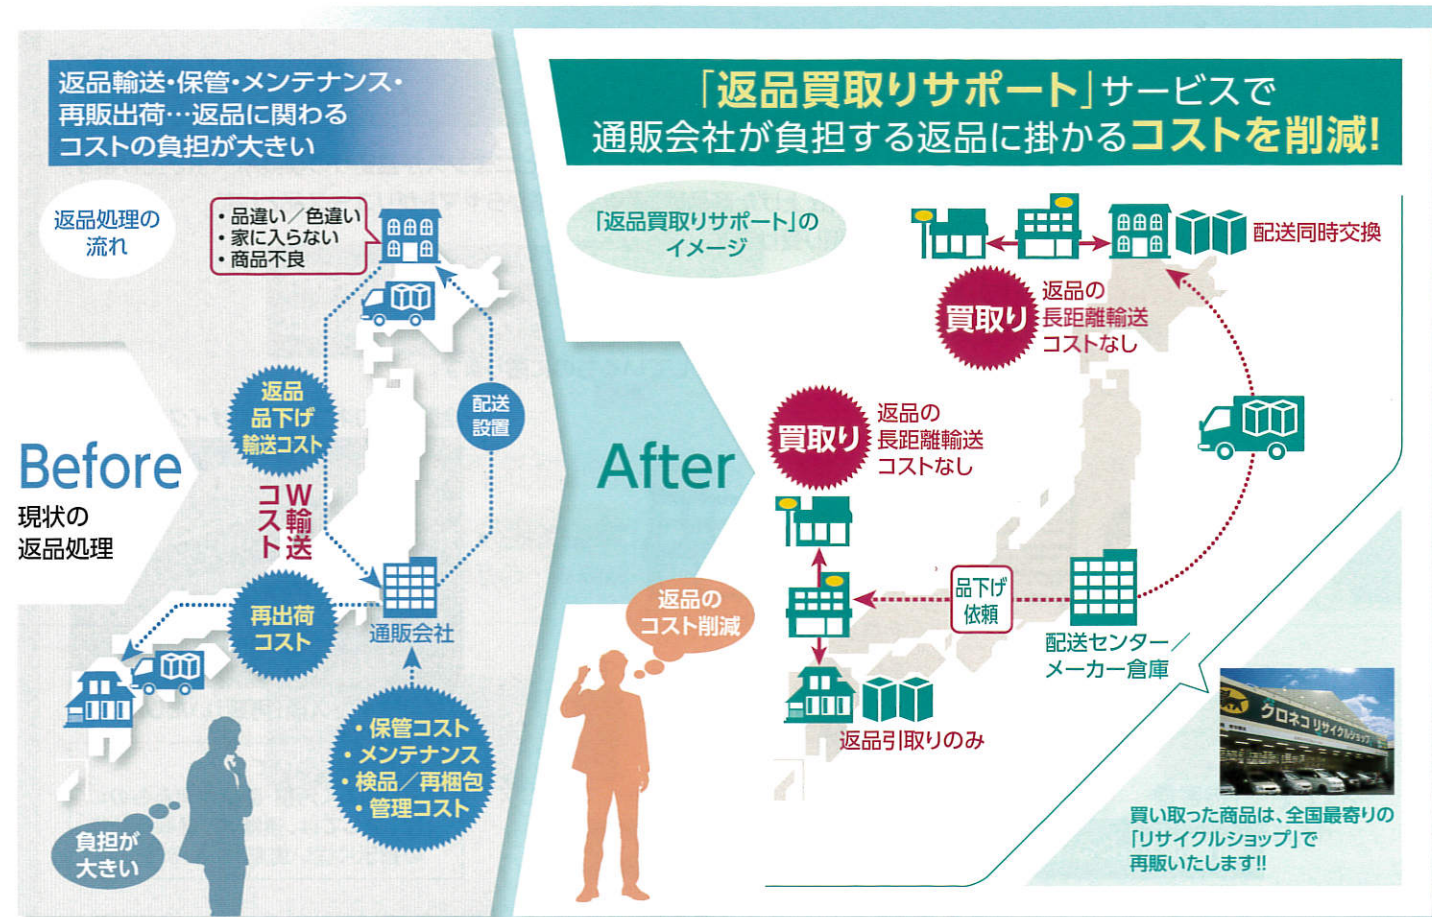 返品輸送・保管・メンテナンス・
再販出荷…返品に関わる
コストの負担が大きい
返品処理の
流れ
・品違い／色違い
・家に入らない
・商品不良
返品
品下げ
輸送コスト
配送
設置
W輸送
コスト
Before
現状の
返品処理
再出荷
コスト
通販会社
・保管コスト
・メンテナンス
・検品／再梱包
・管理コスト
負担が
大きい
「返品買取りサポート」サービスで
通販会社が負担する返品に掛かるコストを削減!
「返品買取りサポート」の
イメージ
配送同時交換
買取り
返品の
長距離輸送
コストなし
買取り
返品の
長距離輸送
コストなし
After
品下げ
依頼
配送センター／
メーカー倉庫
返品の
コスト削減
返品引取りのみ
クロネコ リサイクルショップ
買い取った商品は、全国最寄りの
「リサイクルショップ」で
再販いたします!!